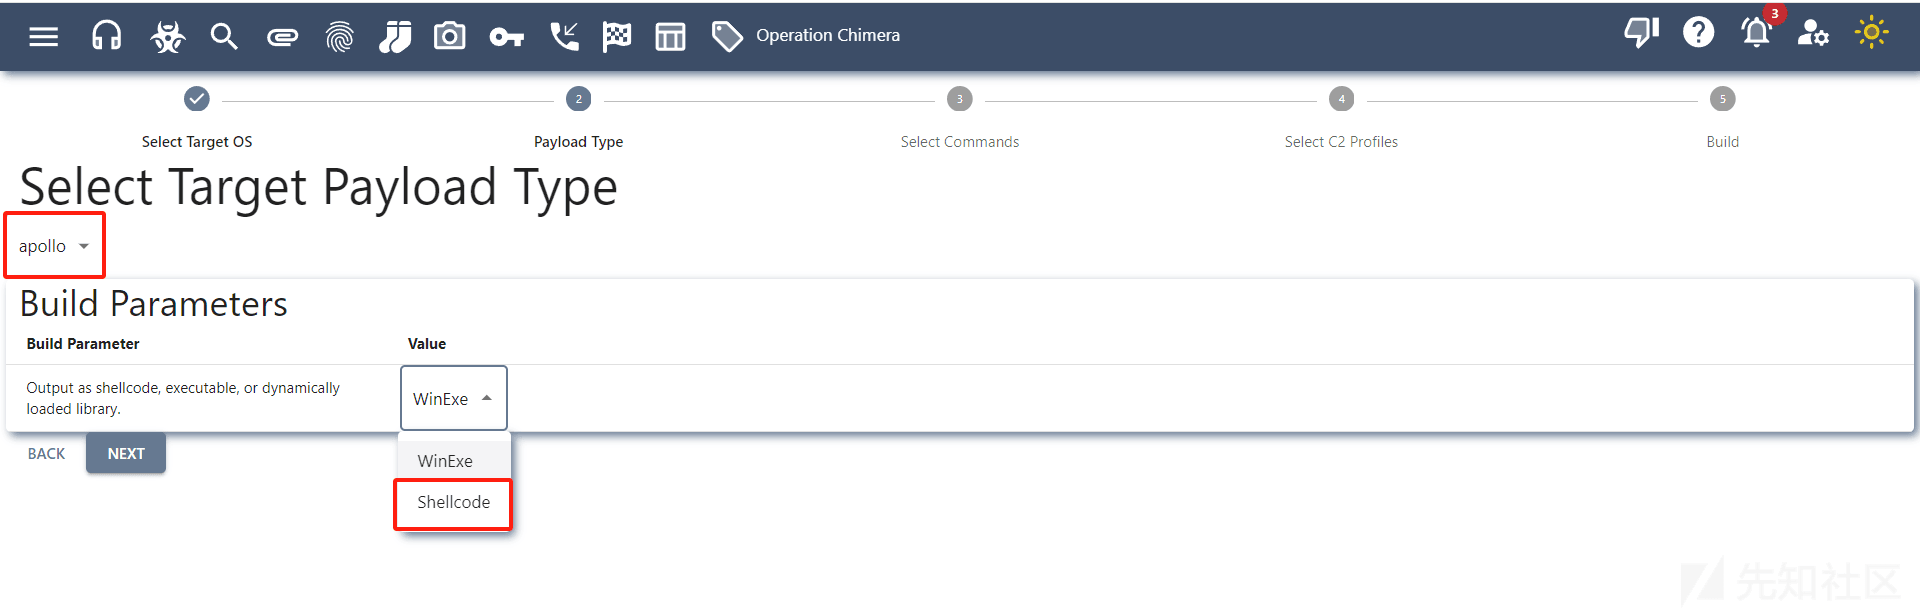 Operation Chimera
3
2
3
4
5
Select Target OS
Payload Type
Select Commands
Select C2 Profiles
Build
Select Target Payload Type
apollo
Build Parameters
Build Parameter
Value
Output as shellcode, executable, or dynamically
loaded library.
WinExe
BACK
NEXT
WinExe
Shellcode
先知社区